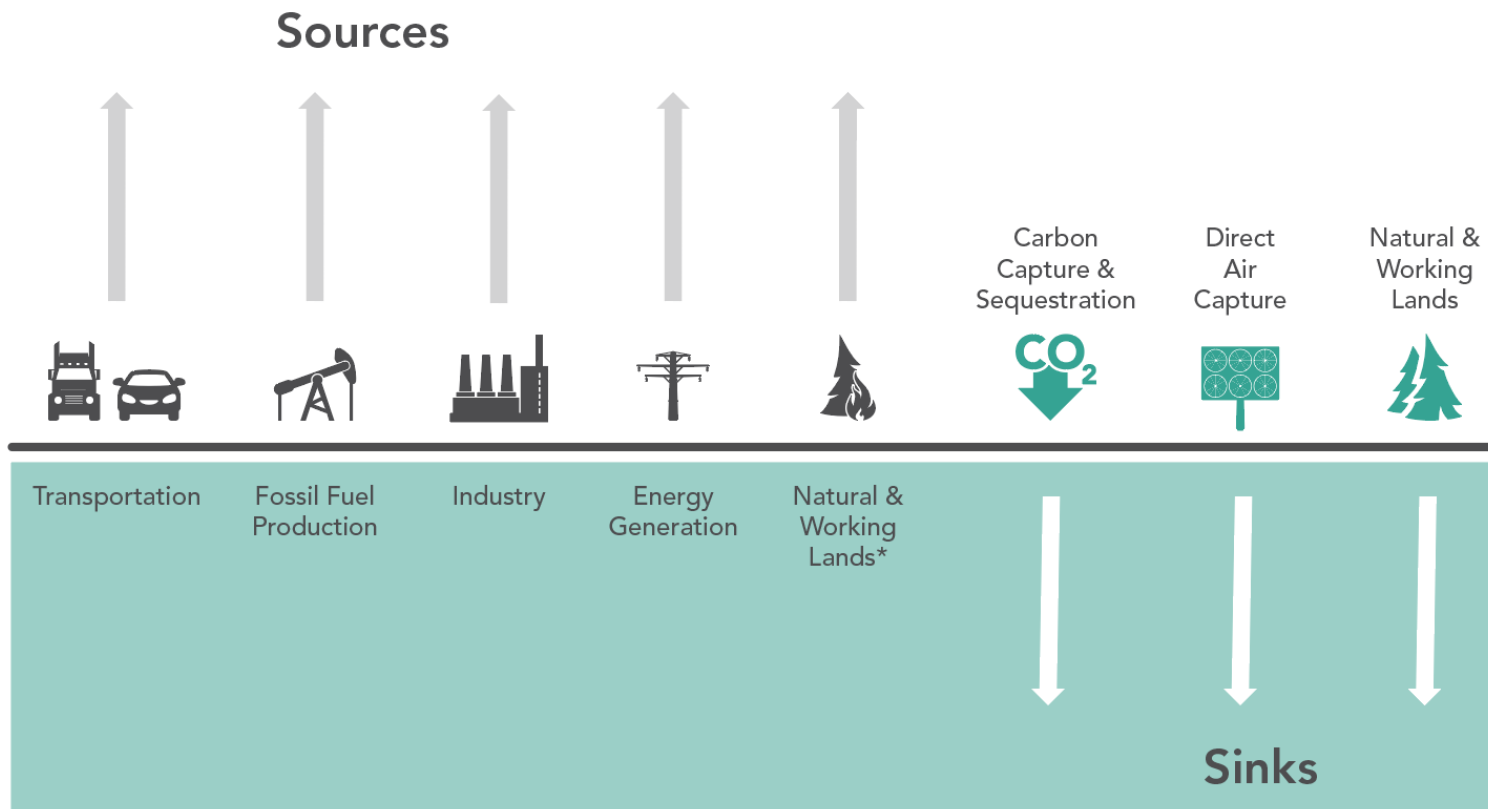 Sources
Carbon
Capture &
Sequestration
Direct
Air
Capture
Natural &
Working
Lands
CO2
Transportation
Fossil Fuel
Production
Industry
Energy
Generation
Natural &
Working
Lands*
Sinks